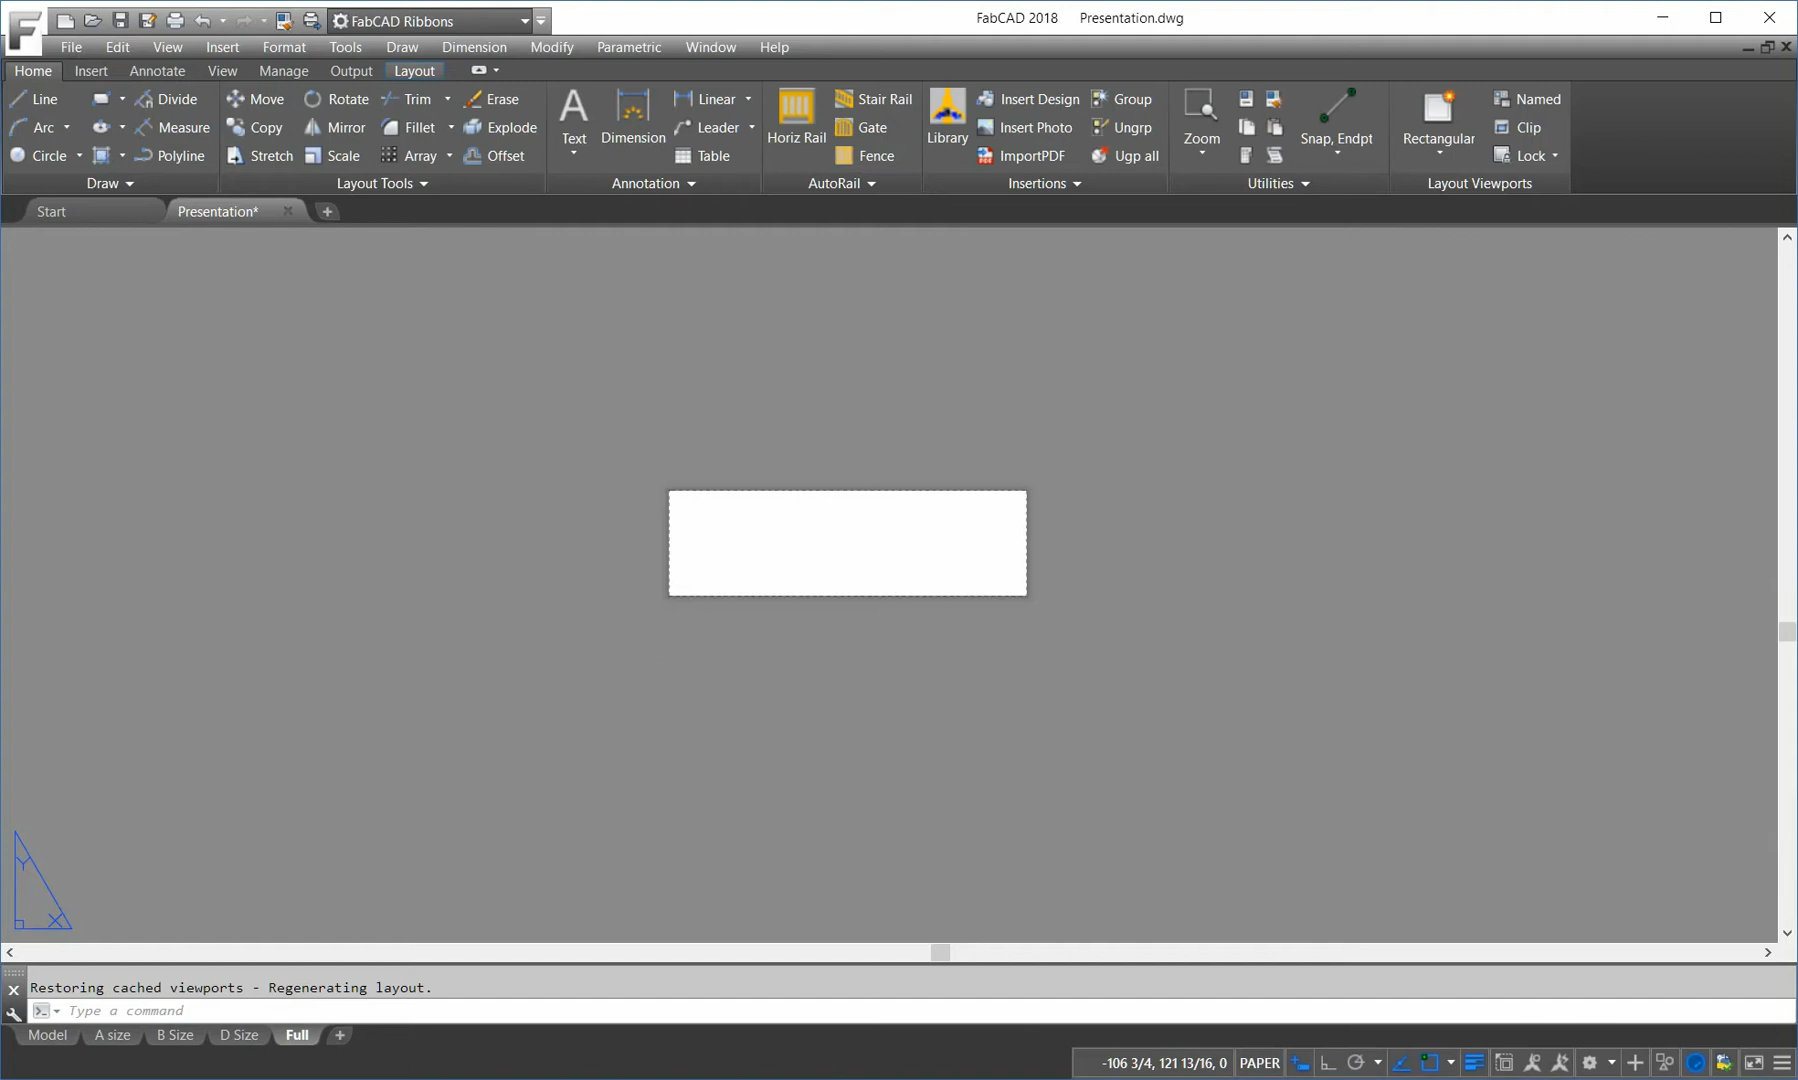 FabCAD Ribbons
FabCAD 2018 Presentation.dwg
File Edit View Insert Format Tools Draw Dimension Modify Parametric Window Help
Home Insert Annotate View Manage Output Layout
Line Divide Move Rotate Trim Erase Linear Stair Rail Insert Design Group Named
Arc Measure Copy Mirror Fillet Explode Text Dimension Leader Horiz Rail Gate Library Insert Photo Ungrp Zoom Snap, Endpt Rectangular Clip
Circle Polyline Stretch Scale Array Offset Table Fence ImportPDF Ugp all Lock
Draw Layout Tools Annotation AutoRail Insertions Utilities Layout Viewports
Start Presentation*
Y
X
Restoring cached viewports - Regenerating layout.
Type a command
Model A size B Size D Size Full
-106 3/4, 121 13/16, 0 PAPER